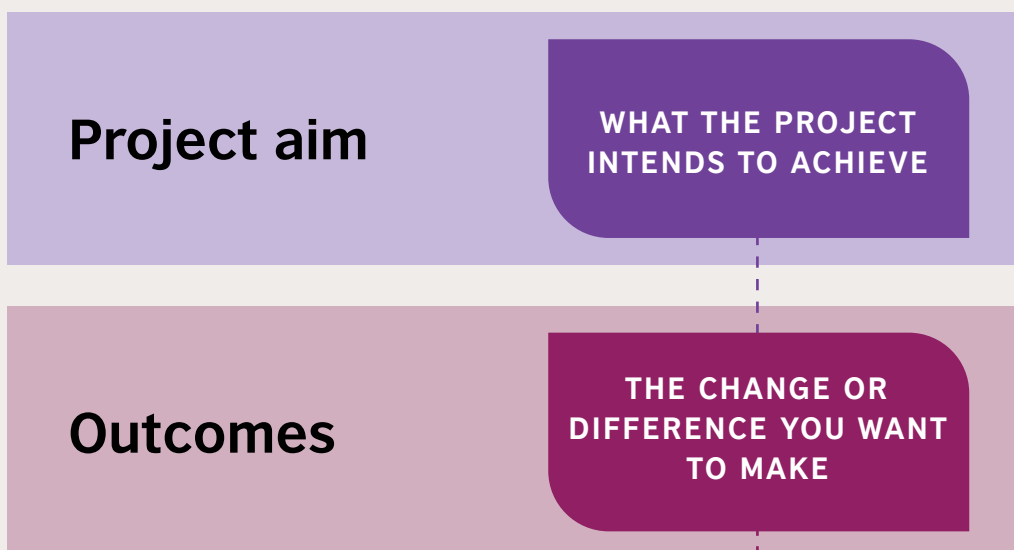 Project aim
WHAT THE PROJECT
INTENDS TO ACHIEVE
Outcomes
THE CHANGE OR
DIFFERENCE YOU WANT
TO MAKE